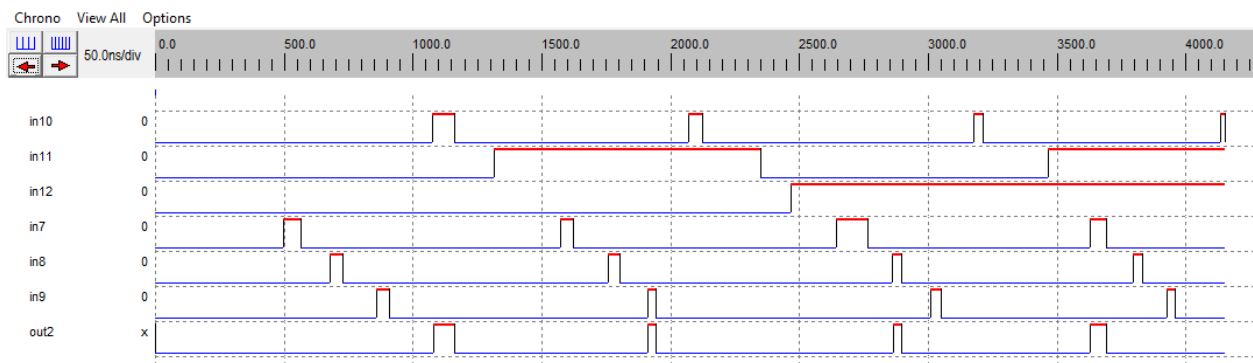 Chrono View All Options
50.0ns/div 0.0 500.0 1000.0 1500.0 2000.0 2500.0 3000.0 3500.0 4000.0
in10 0
in11 0
in12 0
in7 0
in8 0
in9 0
out2 x